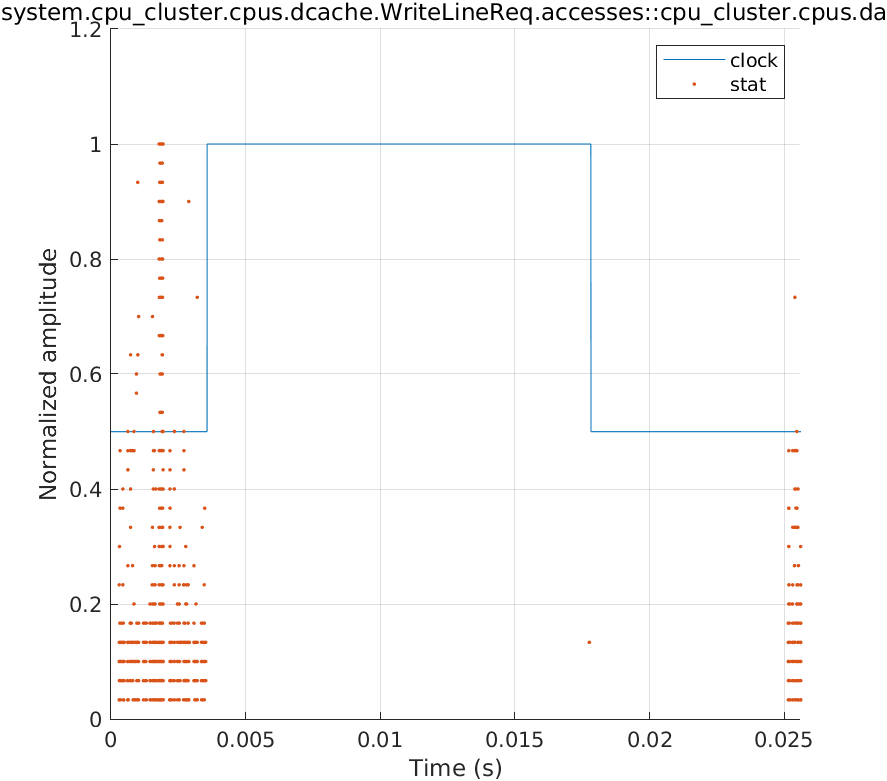 system.cpu_cluster.cpus.dcache.WriteLineReq.accesses::cpu_cluster.cpus.da
clock
stat
Normalized amplitude
1.2
1
0.8
0.6
0.4
0.2
0
0 0.005 0.01 0.015 0.02 0.025
Time (s)